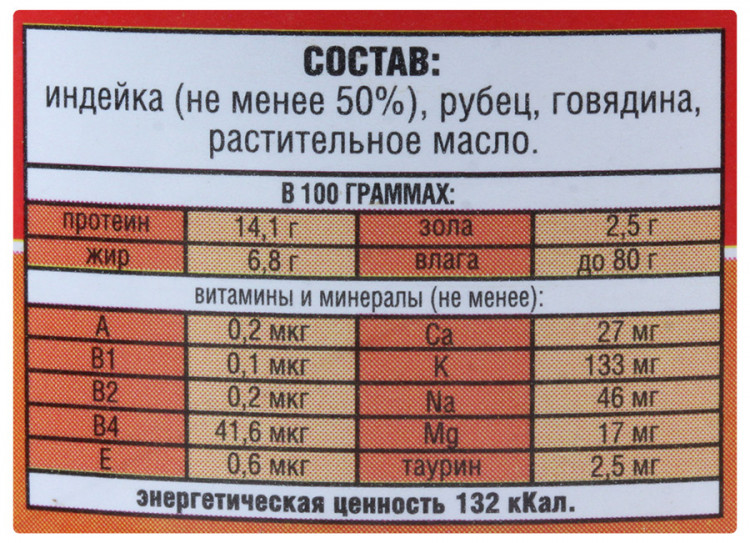 СОСТАВ:
индейка (не менее 50%), рубец, говядина,
растительное масло.
В 100 ГРАММАХ:
протеин 14,1 г зола 2,5 г
жир 6,8 г влага до 80 г
витамины и минералы (не менее):
A 0,2 мкг Ca 27 мг
B1 0,1 мкг K 133 мг
B2 0,2 мкг Na 46 мг
B4 41,6 мкг Mg 17 мг
E 0,6 мкг таурин 2,5 мг
энергетическая ценность 132 кКал.